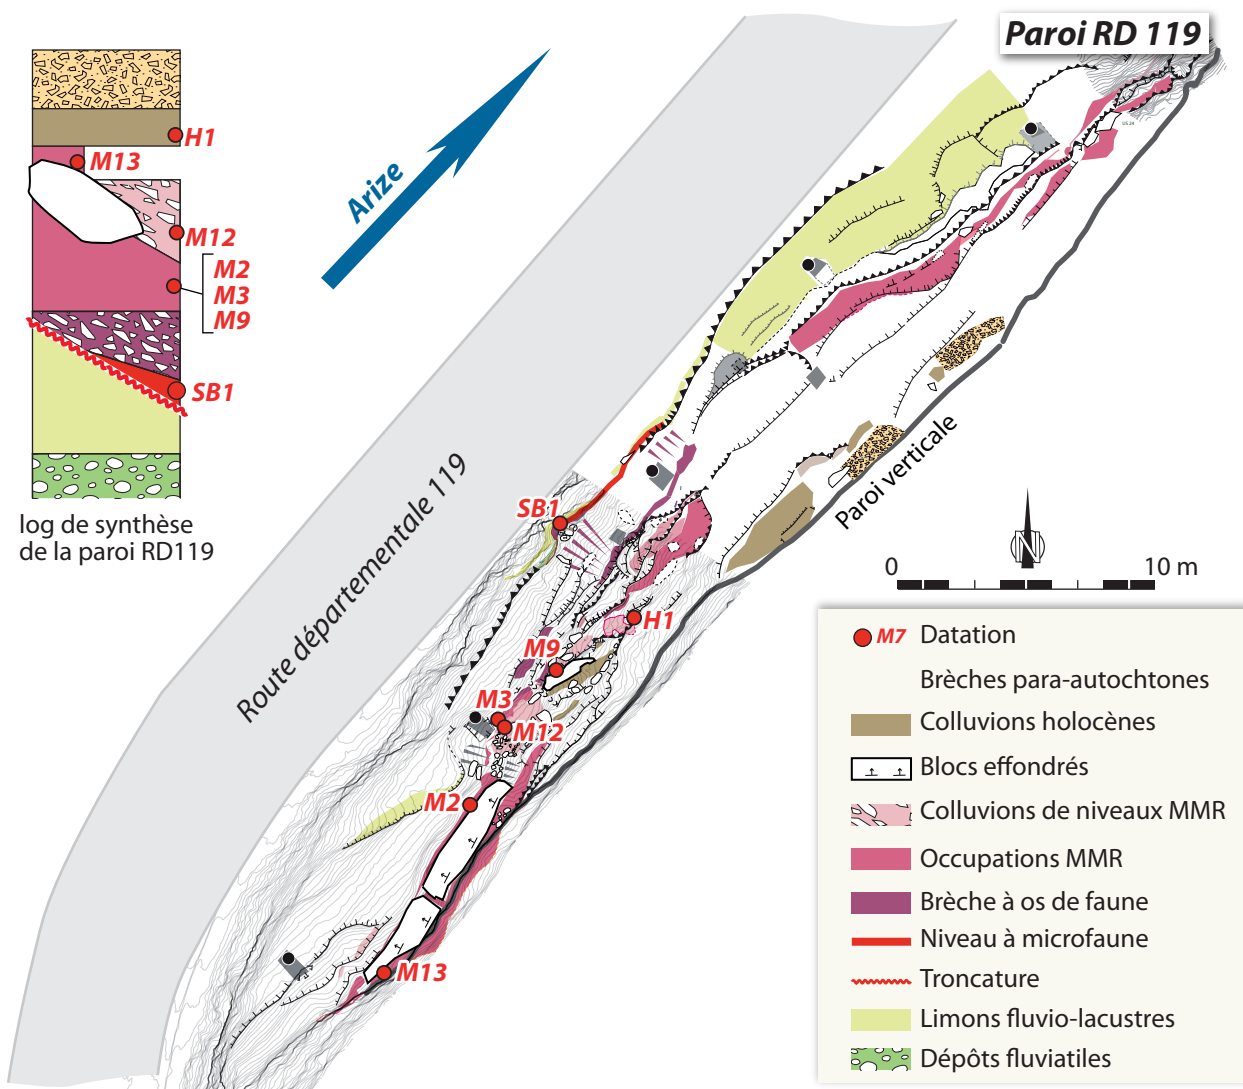 Paroi RD 119
H1
M13
M12
M2
M3
M9
SB1
log de synthèse
de la paroi RD119
Arize
Route départementale 119
Paroi verticale
US 24
SB1
H1
M9
M3
M12
M2
M13
N
0 10 m
M7 Datation
Brèches para-autochtones
Colluvions holocènes
Blocs effondrés
Colluvions de niveaux MMR
Occupations MMR
Brèche à os de faune
Niveau à microfaune
Troncature
Limons fluvio-lacustres
Dépôts fluviatiles